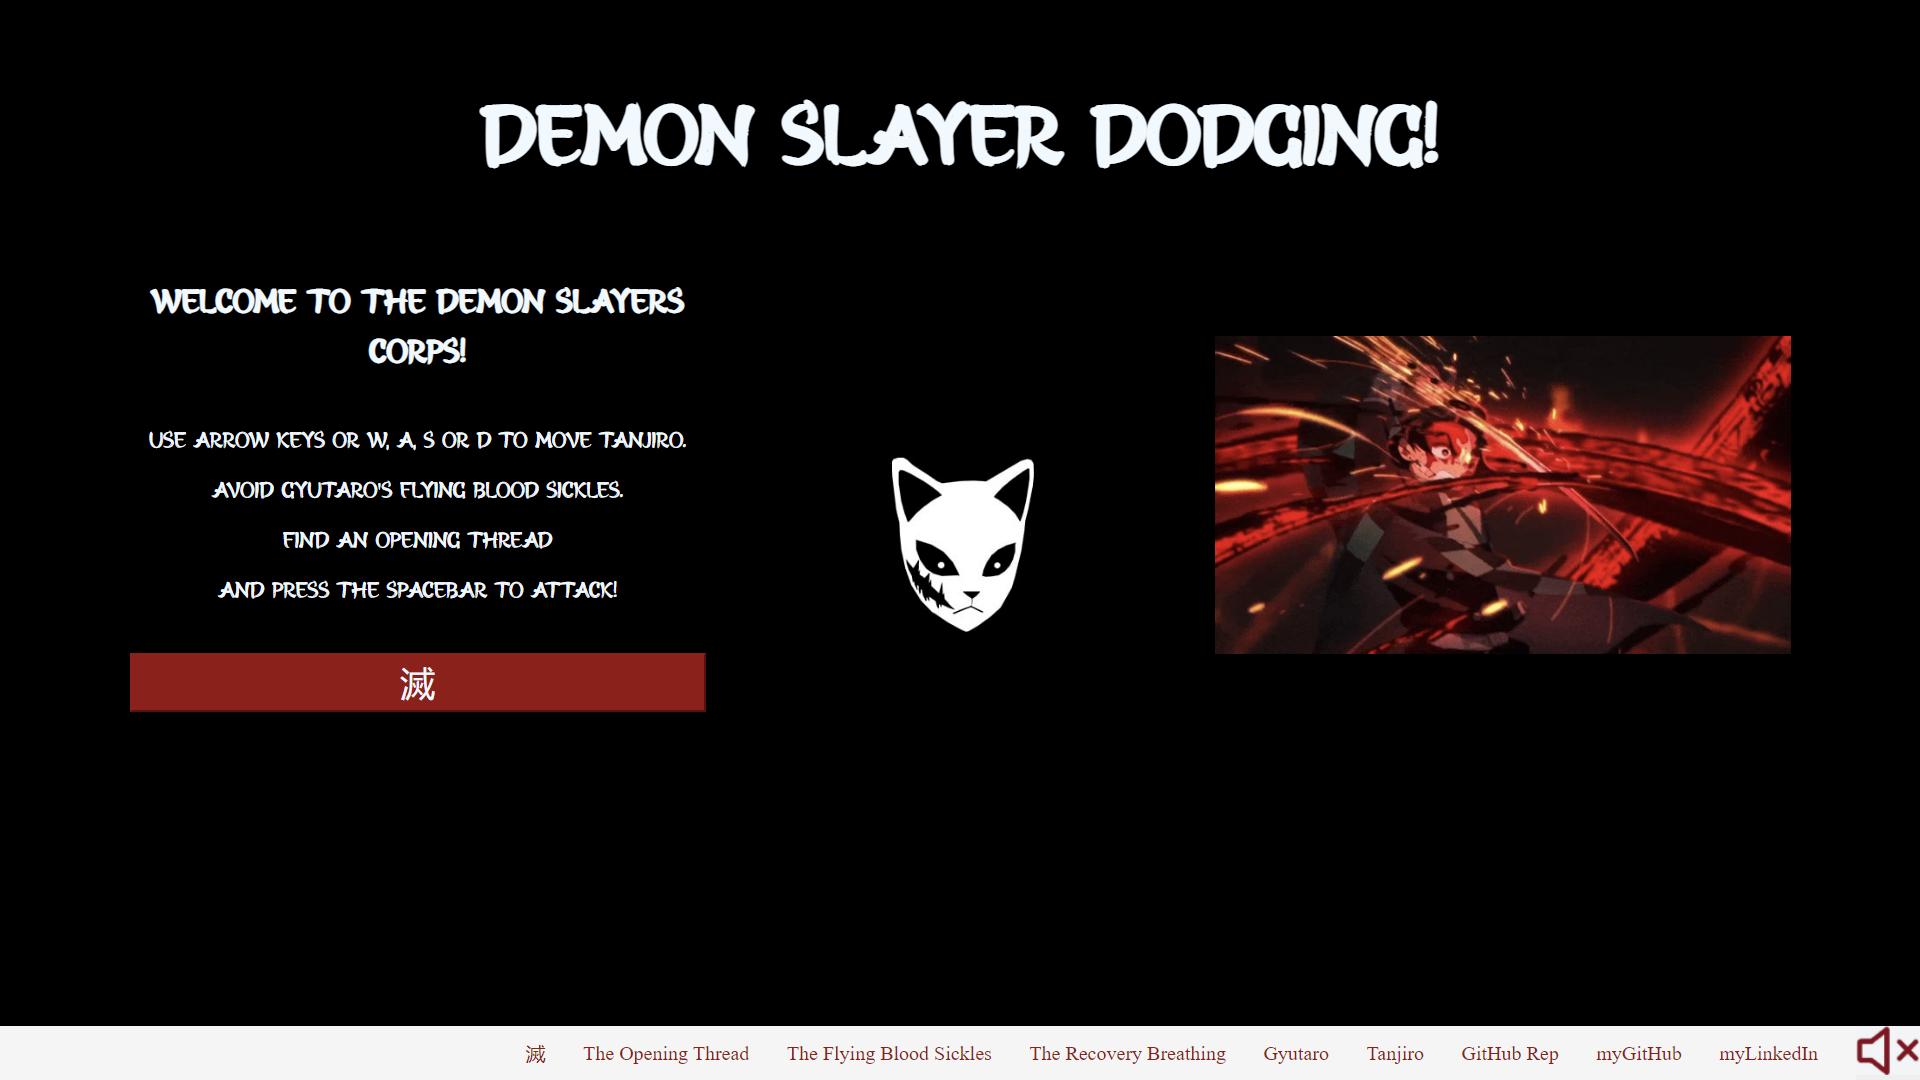 DEMON SLAYER DODGING!
WELCOME TO THE DEMON SLAYERS
CORPS!
USE ARROW KEYS OR W, A, S OR D TO MOVE TANJIRO.
AVOID GYUTARO'S FLYING BLOOD SICKLES.
FIND AN OPENING THREAD
AND PRESS THE SPACEBAR TO ATTACK!
滅
滅 The Opening Thread The Flying Blood Sickles The Recovery Breathing Gyutaro Tanjiro GitHub Rep myGitHub myLinkedIn